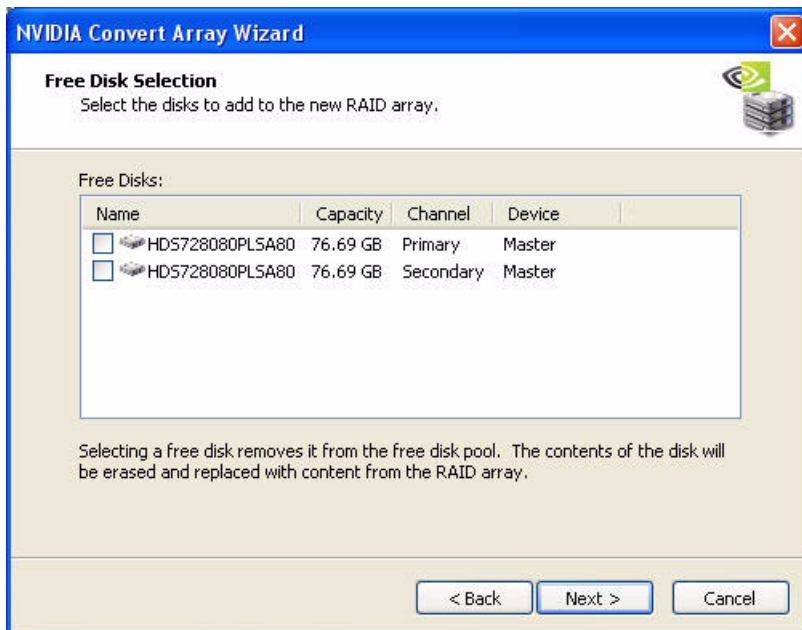 NVIDIA Convert Array Wizard
Free Disk Selection
Select the disks to add to the new RAID array.
Free Disks:
Name Capacity Channel Device
HDS728080PLSA80 76.69 GB Primary Master
HDS728080PLSA80 76.69 GB Secondary Master
Selecting a free disk removes it from the free disk pool. The contents of the disk will
be erased and replaced with content from the RAID array.
< Back Next > Cancel